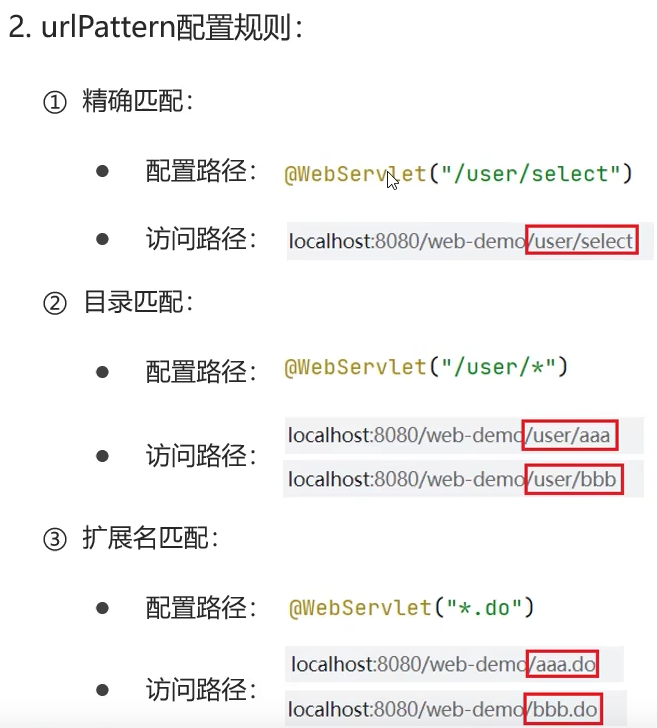 2. urlPattern配置规则：
① 精确匹配：
● 配置路径： @WebServlet("/user/select")
● 访问路径： localhost:8080/web-demo/user/select
② 目录匹配：
● 配置路径： @WebServlet("/user/*")
● 访问路径： localhost:8080/web-demo/user/aaa
localhost:8080/web-demo/user/bbb
③ 扩展名匹配：
● 配置路径： @WebServlet("*.do")
● 访问路径： localhost:8080/web-demo/aaa.do
localhost:8080/web-demo/bbb.do